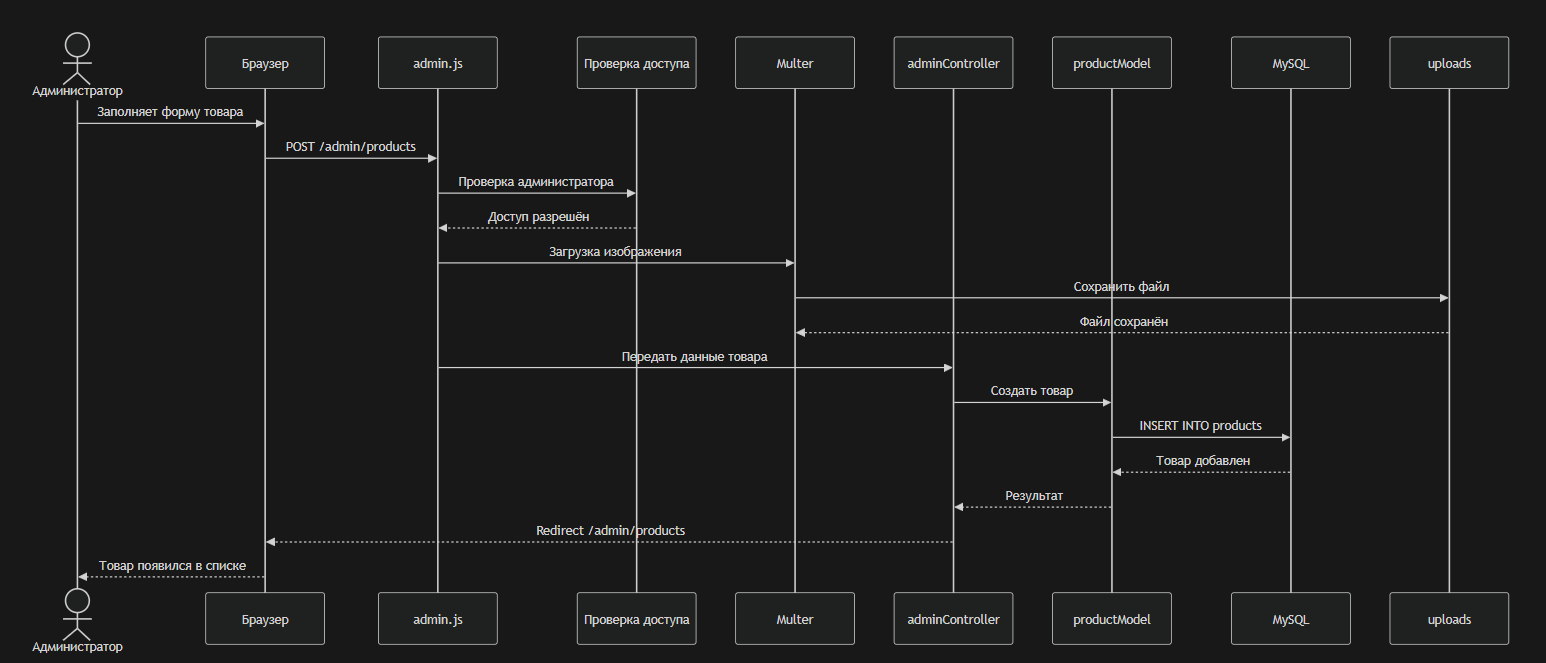 Администратор
Браузер
admin.js
Проверка доступа
Multer
adminController
productModel
MySQL
uploads
Заполняет форму товара
POST /admin/products
Проверка администратора
Доступ разрешён
Загрузка изображения
Сохранить файл
Файл сохранён
Передать данные товара
Создать товар
INSERT INTO products
Товар добавлен
Результат
Redirect /admin/products
Товар появился в списке
Администратор
Браузер
admin.js
Проверка доступа
Multer
adminController
productModel
MySQL
uploads